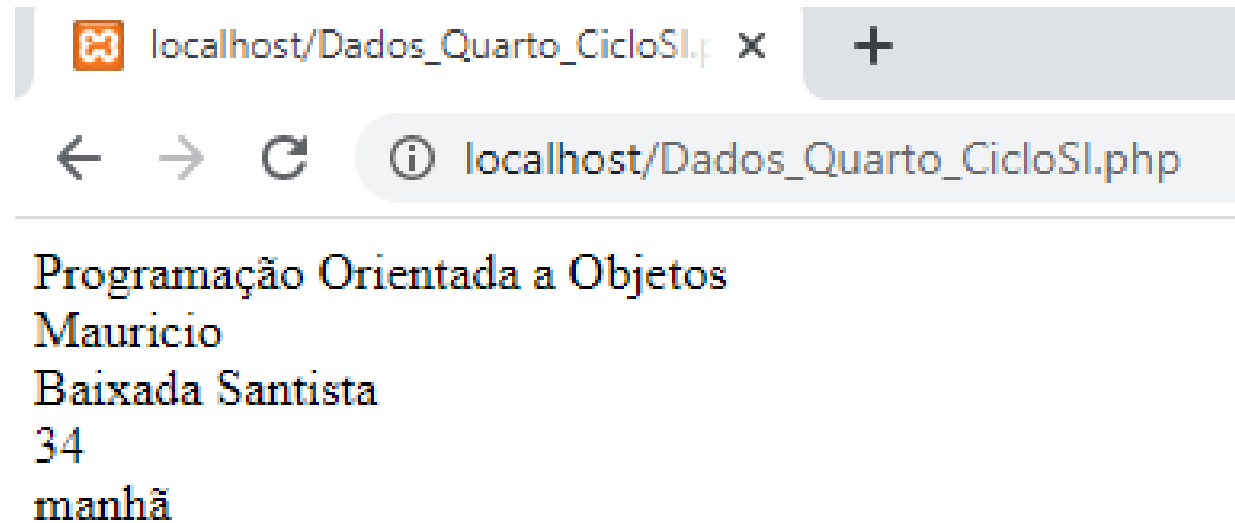 localhost/Dados_Quarto_CicloSI.p
localhost/Dados_Quarto_CicloSI.php
Programação Orientada a Objetos
Mauricio
Baixada Santista
34
manhã